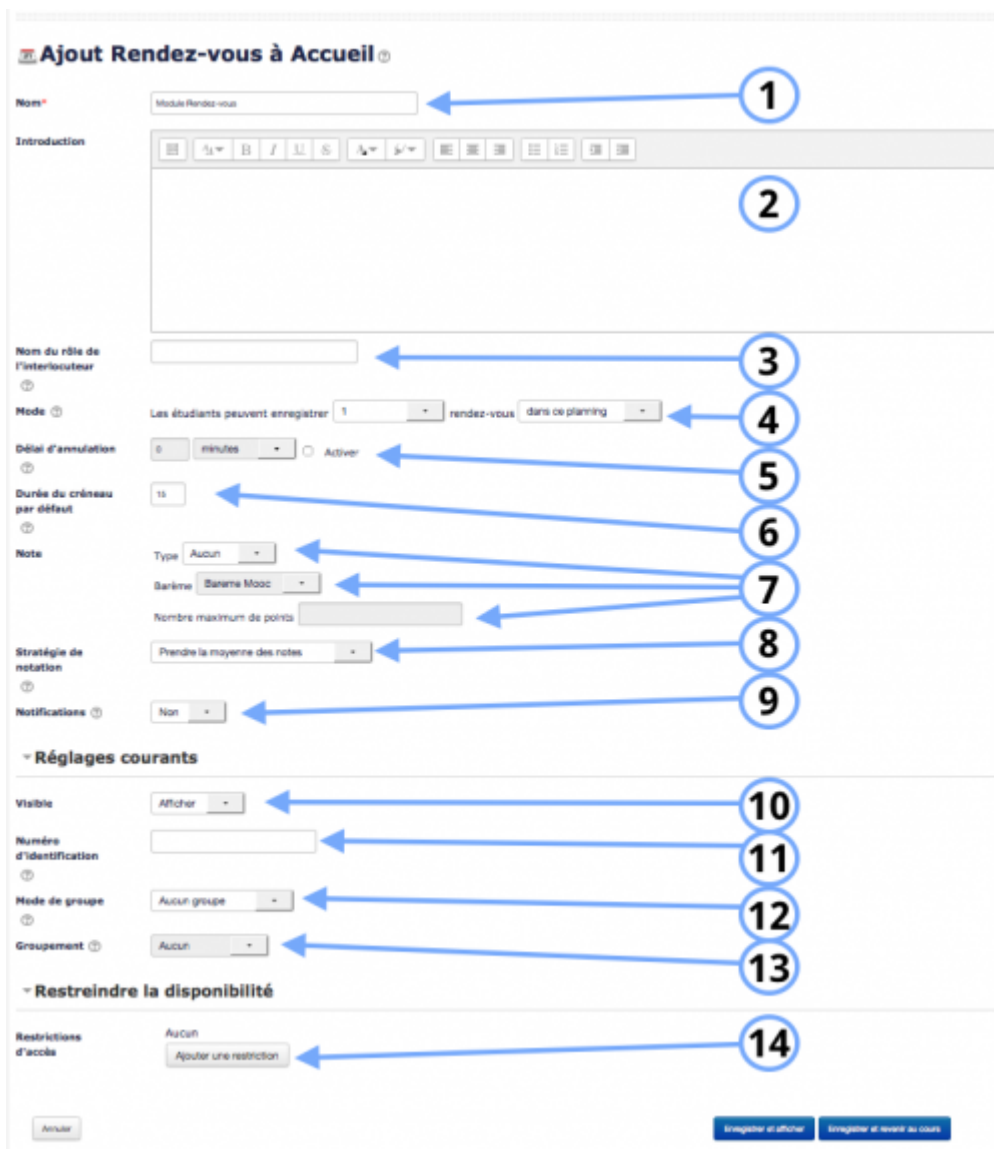 Ajout Rendez-vous à Accueil
Nom* Module Rendez-vous 1
Introduction
2
Nom du rôle de l'interlocuteur 3
Mode Les étudiants peuvent enregistrer 1 rendez-vous dans ce planning 4
Délai d'annulation 0 minutes Activer 5
Durée du créneau par défaut 15 6
Note Type Aucun
Barème Bareme Mooc 7
Nombre maximum de points
Stratégie de notation Prendre la moyenne des notes 8
Notifications Non 9
Réglages courants
Visible Afficher 10
Numéro d'identification 11
Mode de groupe Aucun groupe 12
Groupement Aucun 13
Restreindre la disponibilité
Restrictions d'accès Aucun
Ajouter une restriction 14
Annuler Enregistrer et afficher Enregistrer et revenir au cours